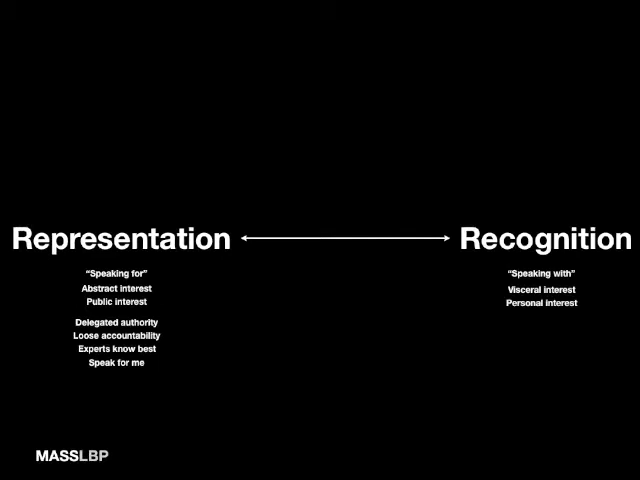 Representation
Recognition
“Speaking for”
Abstract interest
Public interest
Delegated authority
Loose accountability
Experts know best
Speak for me
“Speaking with”
Visceral interest
Personal interest
MASSLBP